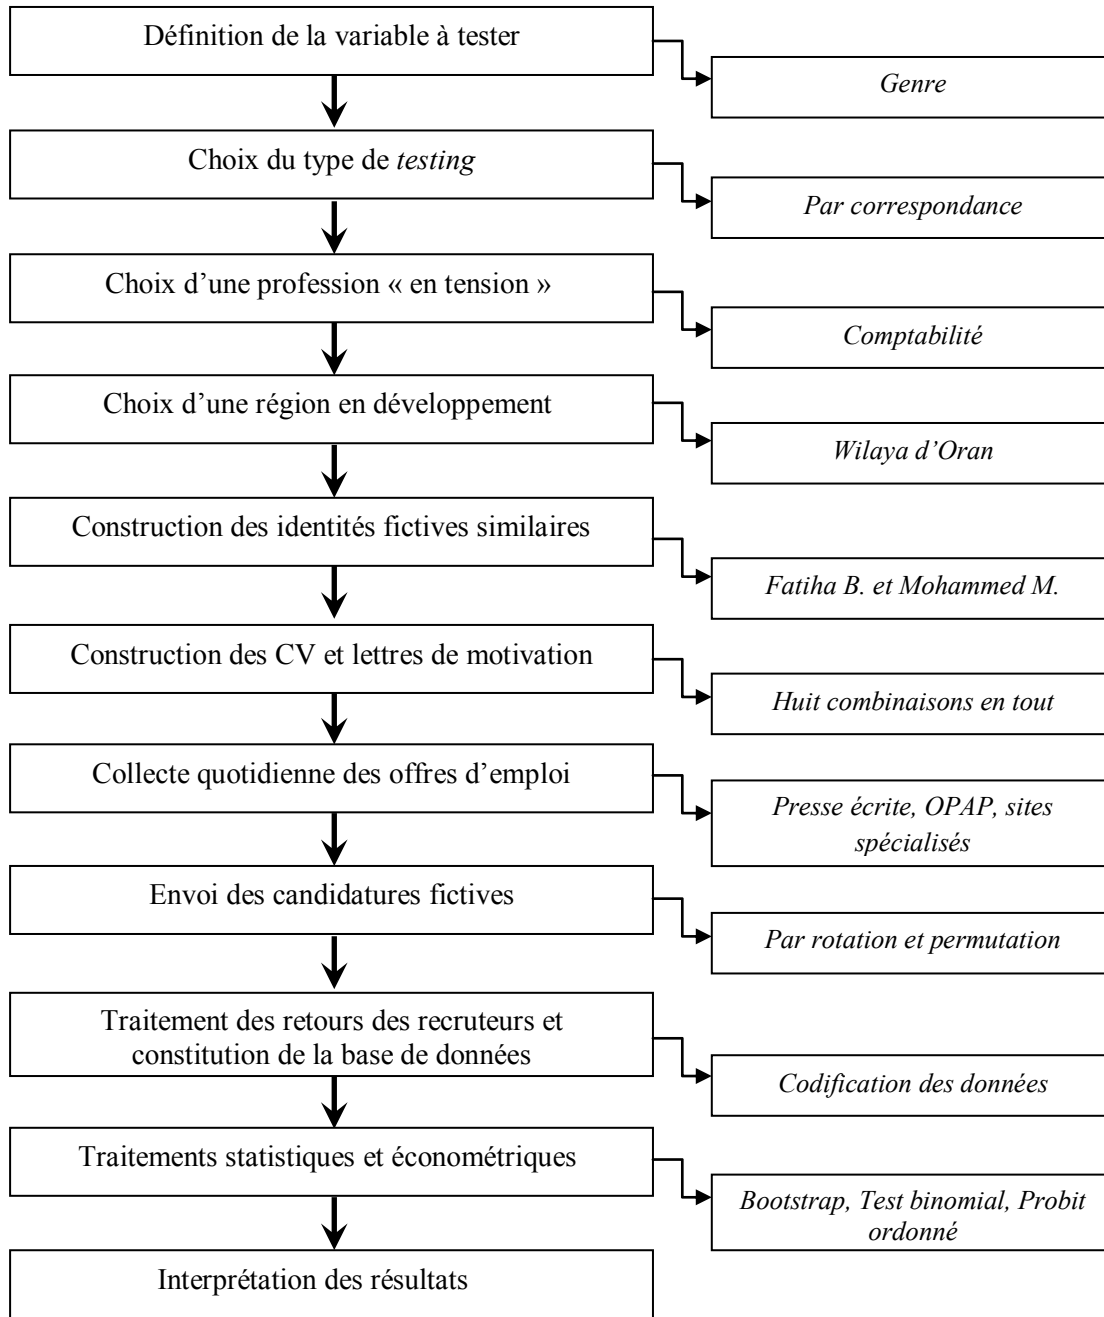 Définition de la variable à tester
Genre
Choix du type de testing
Par correspondance
Choix d’une profession « en tension »
Comptabilité
Choix d’une région en développement
Wilaya d’Oran
Construction des identités fictives similaires
Fatiha B. et Mohammed M.
Construction des CV et lettres de motivation
Huit combinaisons en tout
Collecte quotidienne des offres d’emploi
Presse écrite, OPAP, sites
spécialisés
Envoi des candidatures fictives
Par rotation et permutation
Traitement des retours des recruteurs et
constitution de la base de données
Codification des données
Traitements statistiques et économétriques
Bootstrap, Test binomial, Probit
ordonné
Interprétation des résultats